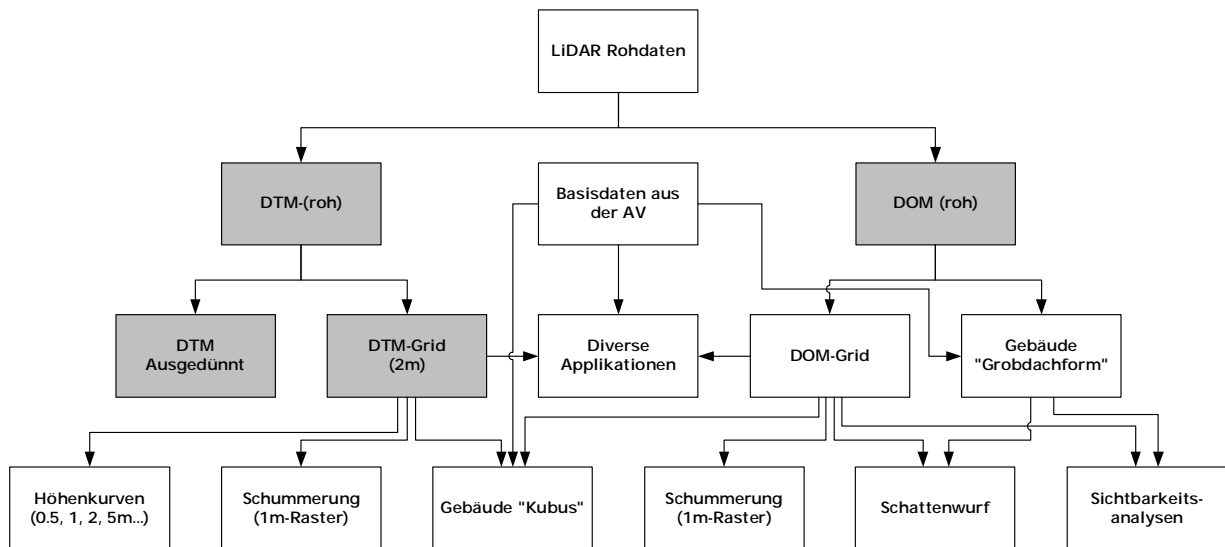 LiDAR Rohdaten
DTM-(roh)
Basisdaten aus
der AV
DOM (roh)
DTM
Ausgedünnt
DTM-Grid
(2m)
Diverse
Applikationen
DOM-Grid
Gebäude
"Grobdachform"
Höhenkurven
(0.5, 1, 2, 5m...)
Schummerung
(1m-Raster)
Gebäude "Kubus"
Schummerung
(1m-Raster)
Schattenwurf
Sichtbarkeits-
analysen